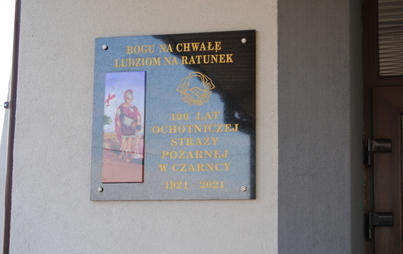 BOGU NA CHWAŁĘ
LUDZIOM NA RATUNEK
100 LAT
OCHOTNICZEJ
STRAŻY
POŻARNEJ
W CZARNCY
1921 - 2021